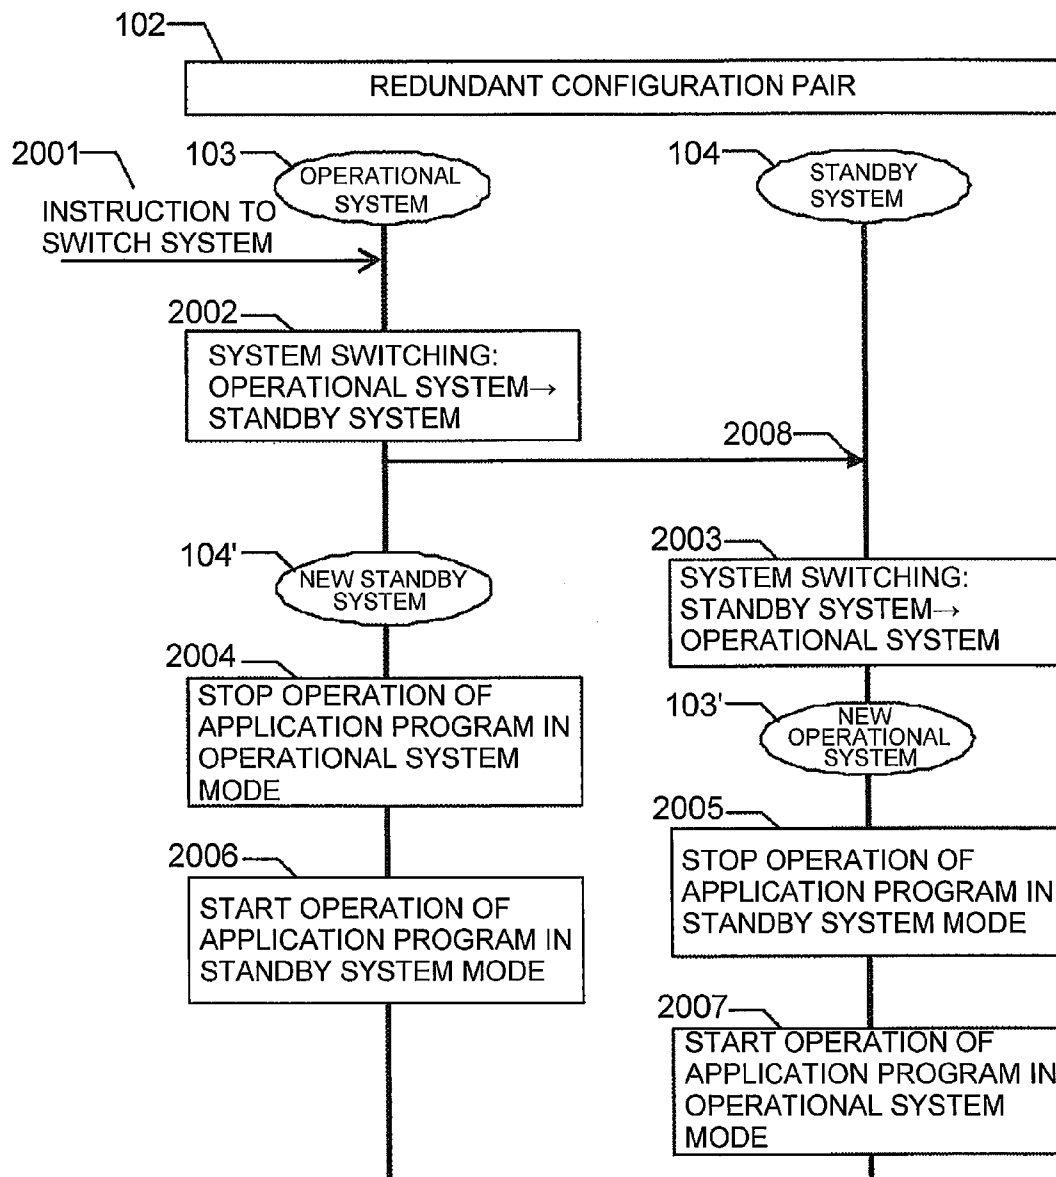 102
REDUNDANT CONFIGURATION PAIR
2001
103
104
OPERATIONAL
SYSTEM
STANDBY
SYSTEM
INSTRUCTION TO
SWITCH SYSTEM
2002
SYSTEM SWITCHING:
OPERATIONAL SYSTEM→
STANDBY SYSTEM
2008
104'
NEW STANDBY
SYSTEM
2003
SYSTEM SWITCHING:
STANDBY SYSTEM→
OPERATIONAL SYSTEM
2004
STOP OPERATION OF
APPLICATION PROGRAM IN
OPERATIONAL SYSTEM
MODE
103'
NEW
OPERATIONAL
SYSTEM
2005
STOP OPERATION OF
APPLICATION PROGRAM IN
STANDBY SYSTEM MODE
2006
START OPERATION OF
APPLICATION PROGRAM IN
STANDBY SYSTEM MODE
2007
START OPERATION OF
APPLICATION PROGRAM IN
OPERATIONAL SYSTEM
MODE